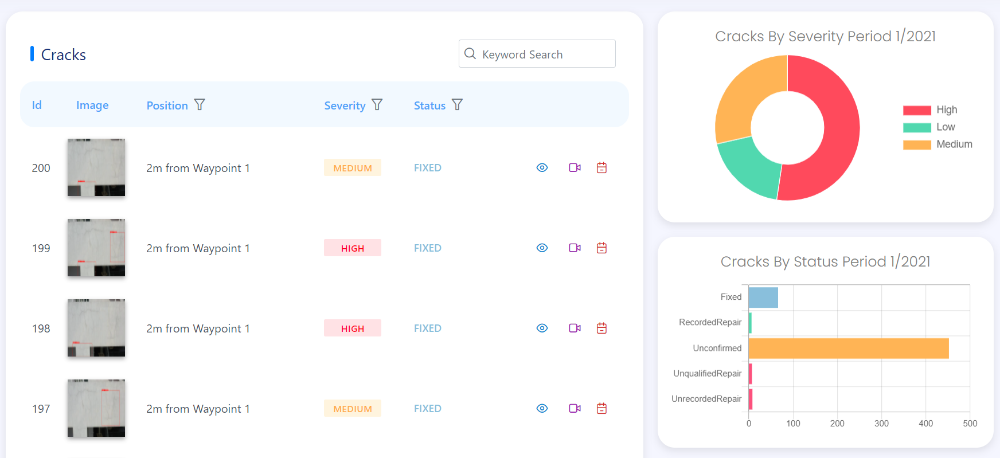 Cracks
Keyword Search
Id Image Position Severity Status
200 2m from Waypoint 1 MEDIUM FIXED
199 2m from Waypoint 1 HIGH FIXED
198 2m from Waypoint 1 HIGH FIXED
197 2m from Waypoint 1 MEDIUM FIXED
Cracks By Severity Period 1/2021
High
Low
Medium
Cracks By Status Period 1/2021
Fixed
RecordedRepair
Unconfirmed
UnqualifiedRepair
UnrecordedRepair
0 100 200 300 400 500